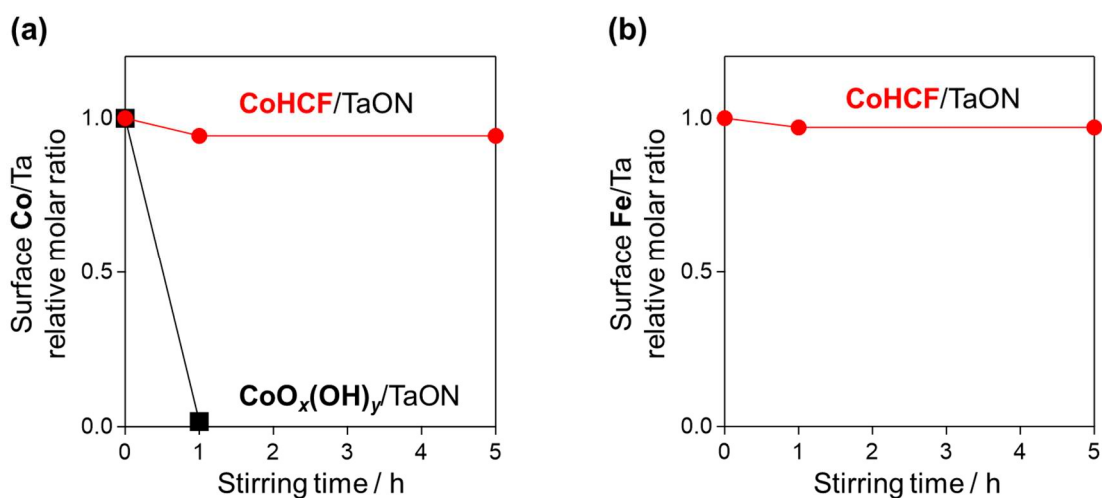 (a)
Surface Co/Ta
relative molar ratio
1.0
0.5
0.0
CoHCF/TaON
CoOx(OH)y/TaON
0 1 2 3 4 5
Stirring time / h
(b)
Surface Fe/Ta
relative molar ratio
1.0
0.5
0.0
CoHCF/TaON
0 1 2 3 4 5
Stirring time / h